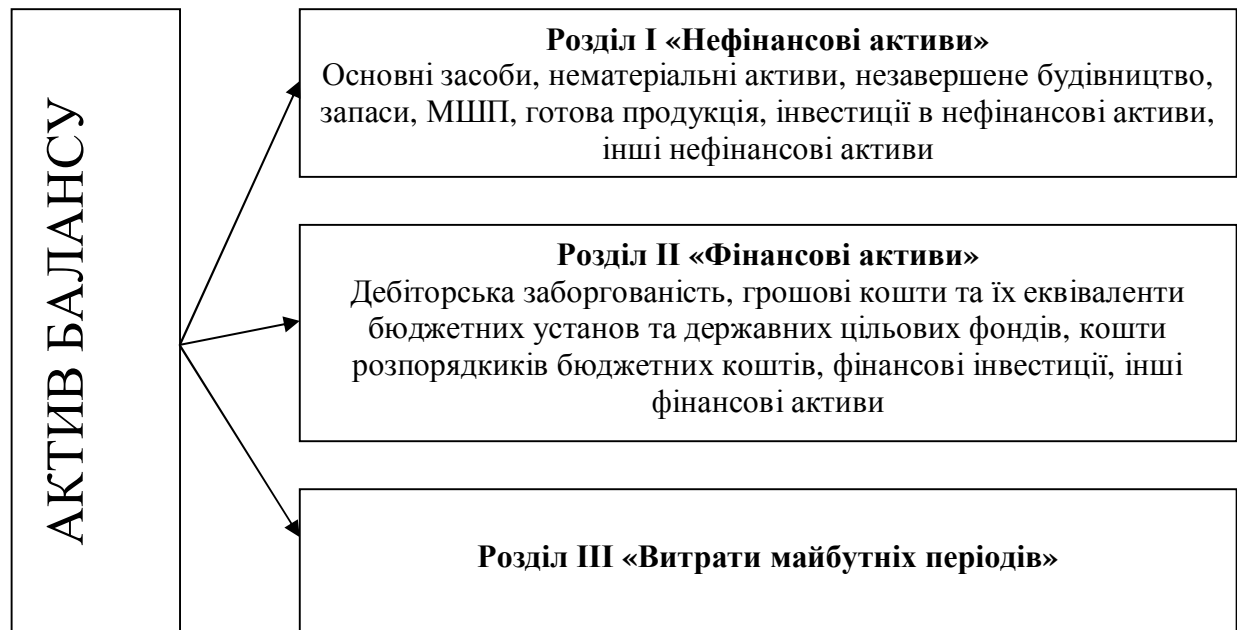 АКТИВ БАЛАНСУ
Розділ І «Нефінансові активи»
Основні засоби, нематеріальні активи, незавершене будівництво,
запаси, МШП, готова продукція, інвестиції в нефінансові активи,
інші нефінансові активи
Розділ ІІ «Фінансові активи»
Дебіторська заборгованість, грошові кошти та їх еквіваленти
бюджетних установ та державних цільових фондів, кошти
розпорядкиків бюджетних коштів, фінансові інвестиції, інші
фінансові активи
Розділ ІІІ «Витрати майбутніх періодів»